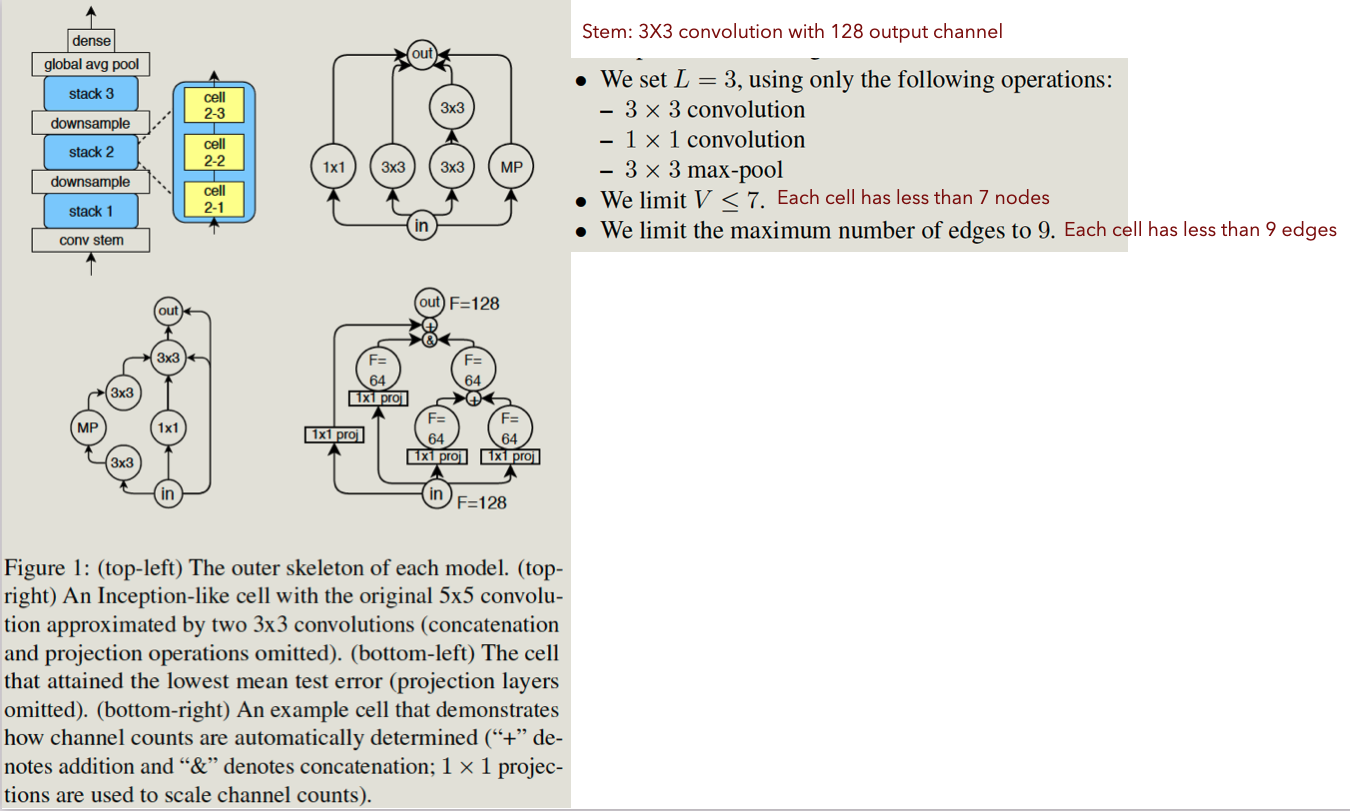 dense
global avg pool
stack 3
downsample
stack 2
downsample
stack 1
conv stem
cell
2-3
cell
2-2
cell
2-1
out
3x3
1x1
3x3
3x3
MP
in
out
3x3
3x3
MP
1x1
3x3
in
out F=128
+
&
F=
64
F=
64
1x1 proj
+
F=
64
F=
64
1x1 proj
1x1 proj
1x1 proj
in F=128
Figure 1: (top-left) The outer skeleton of each model. (top-
right) An Inception-like cell with the original 5x5 convolu-
tion approximated by two 3x3 convolutions (concatenation
and projection operations omitted). (bottom-left) The cell
that attained the lowest mean test error (projection layers
omitted). (bottom-right) An example cell that demonstrates
how channel counts are automatically determined (“+” de-
notes addition and “&” denotes concatenation; 1 × 1 projec-
tions are used to scale channel counts).
Stem: 3X3 convolution with 128 output channel
• We set L = 3, using only the following operations:
– 3 × 3 convolution
– 1 × 1 convolution
– 3 × 3 max-pool
• We limit V ≤ 7. Each cell has less than 7 nodes
• We limit the maximum number of edges to 9. Each cell has less than 9 edges